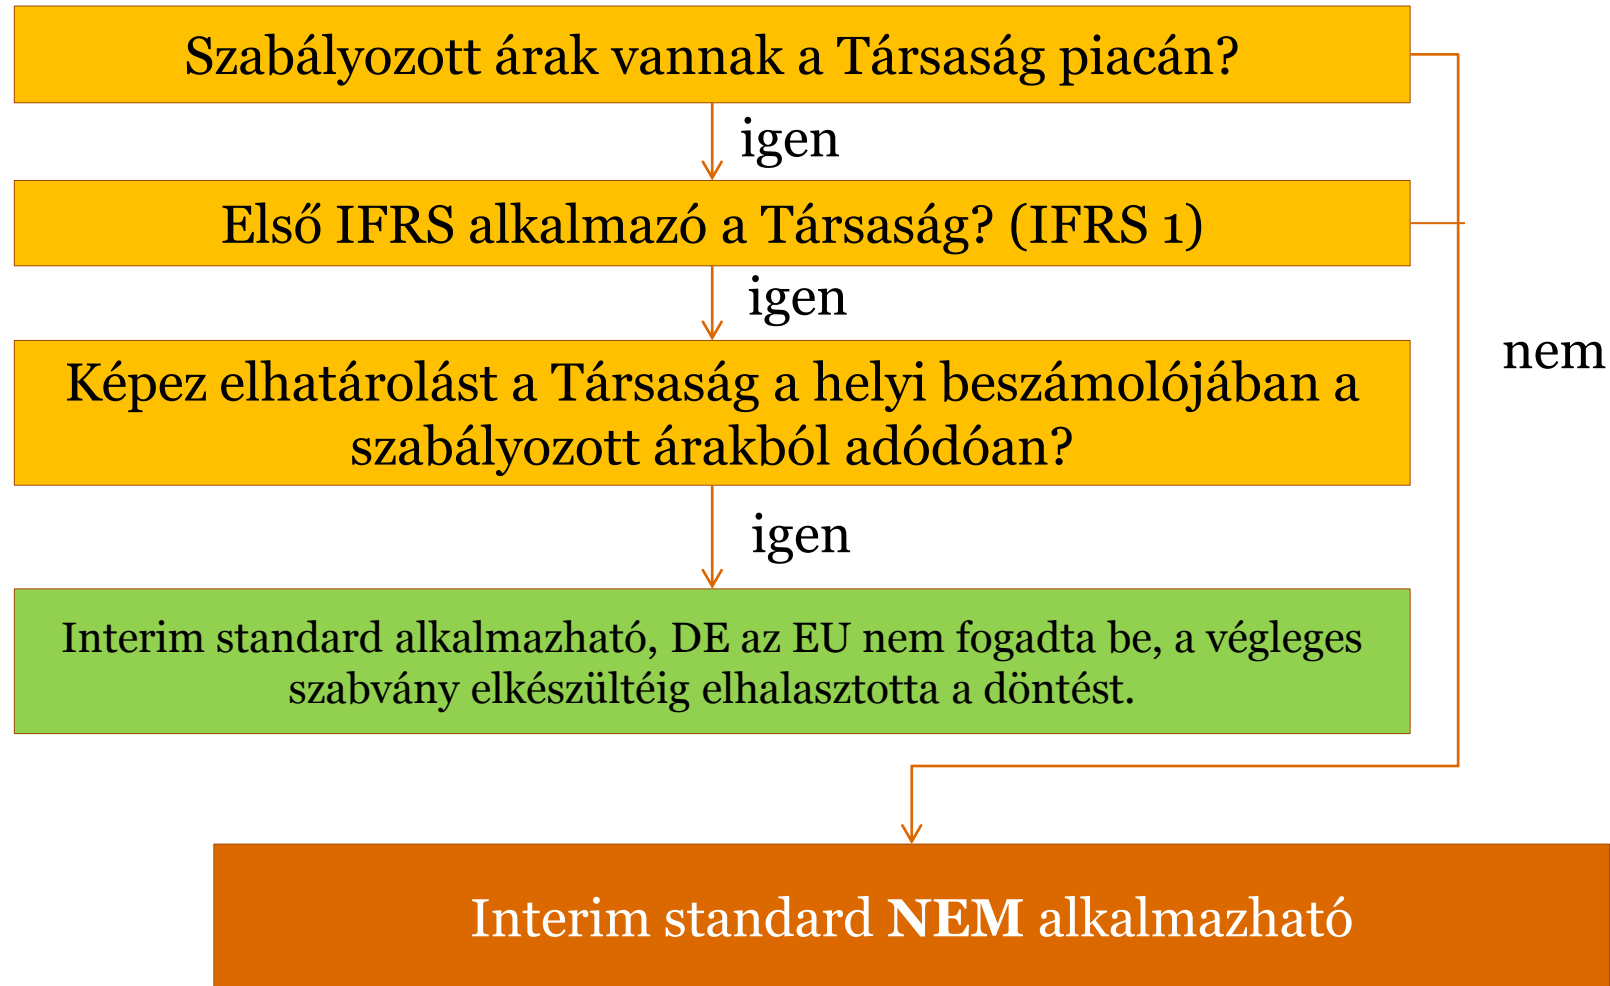 Szabályozott árak vannak a Társaság piacán?
igen
Első IFRS alkalmazó a Társaság? (IFRS 1)
igen
nem
Képez elhatárolást a Társaság a helyi beszámolójában a
szabályozott árakból adódóan?
igen
Interim standard alkalmazható, DE az EU nem fogadta be, a végleges
szabvány elkészültéig elhalasztotta a döntést.
Interim standard NEM alkalmazható